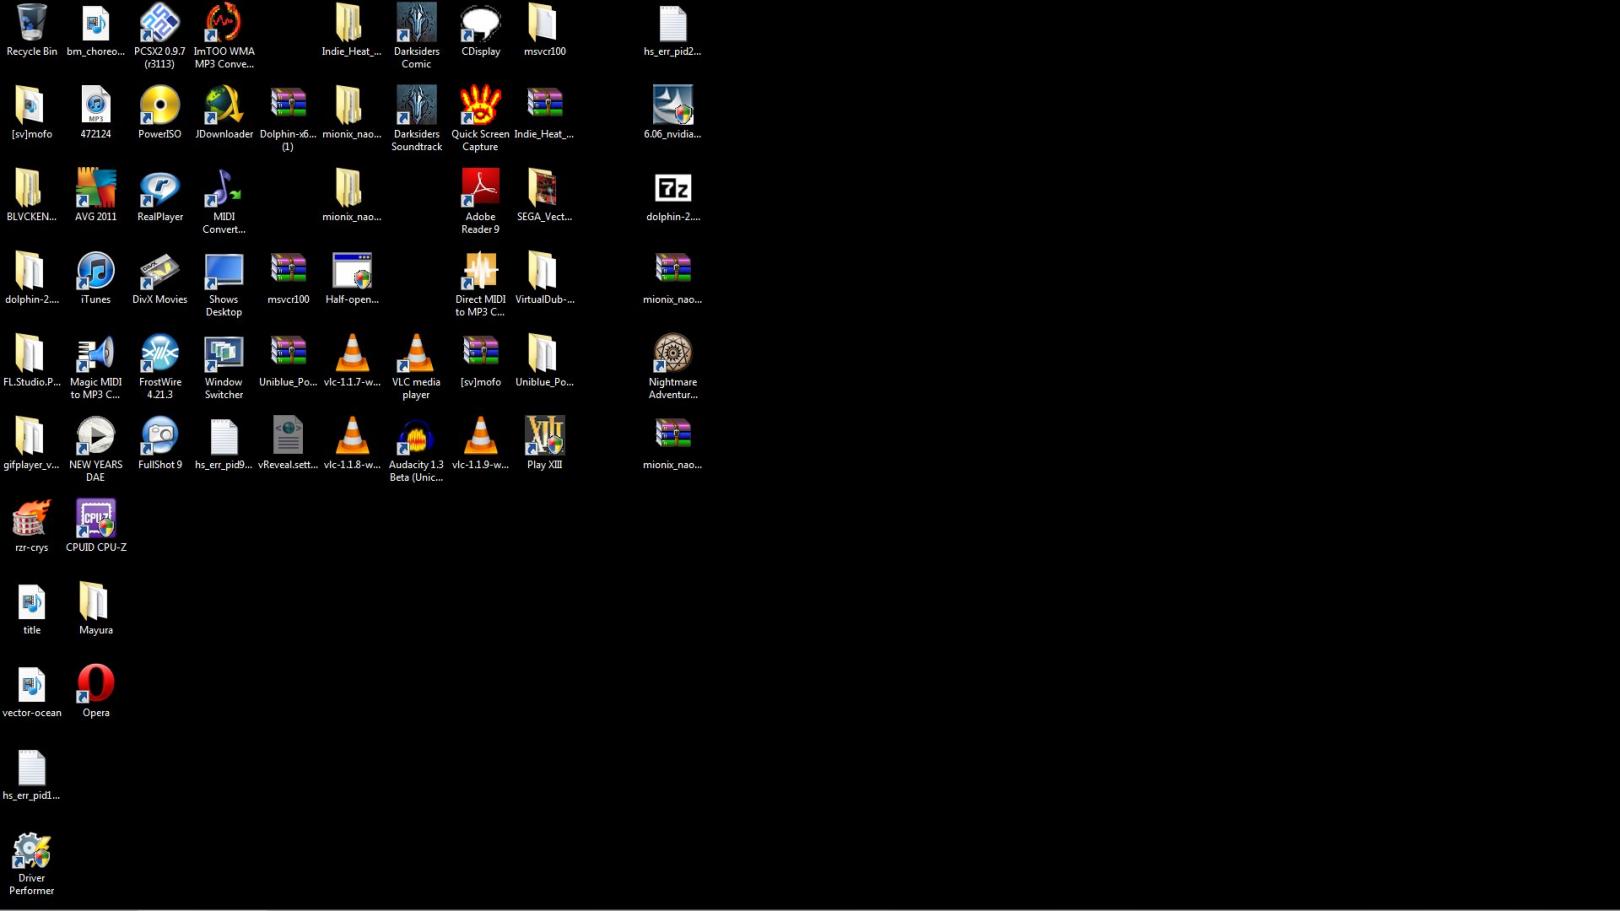 Recycle Bin
bm_choreo...
PCSX2 0.9.7
(r3113)
ImTOO WMA
MP3 Conve...
Indie_Heat_...
Darksiders
Comic
CDisplay
msvcr100
hs_err_pid2...
[sv]mofo
472124
PowerISO
JDownloader
Dolphin-x6...
(1)
mionix_nao...
Darksiders
Soundtrack
Quick Screen
Capture
Indie_Heat_...
6.06_nvidia...
BLVCKEN...
AVG 2011
RealPlayer
MIDI
Convert...
mionix_nao...
Adobe
Reader 9
SEGA_Vect...
dolphin-2....
dolphin-2....
iTunes
DivX Movies
Shows
Desktop
msvcr100
Half-open...
Direct MIDI
to MP3 C...
VirtualDub-...
mionix_nao...
FL.Studio.P...
Magic MIDI
to MP3 C...
FrostWire
4.21.3
Window
Switcher
Uniblue_Po...
vlc-1.1.7-w...
VLC media
player
[sv]mofo
Uniblue_Po...
Nightmare
Adventur...
gifplayer_v...
NEW YEARS
DAE
FullShot 9
hs_err_pid9...
vReveal.sett...
vlc-1.1.8-w...
Audacity 1.3
Beta (Unic...
vlc-1.1.9-w...
Play XIII
mionix_nao...
rzr-crys
CPUID CPU-Z
title
Mayura
vector-ocean
Opera
hs_err_pid1...
Driver
Performer